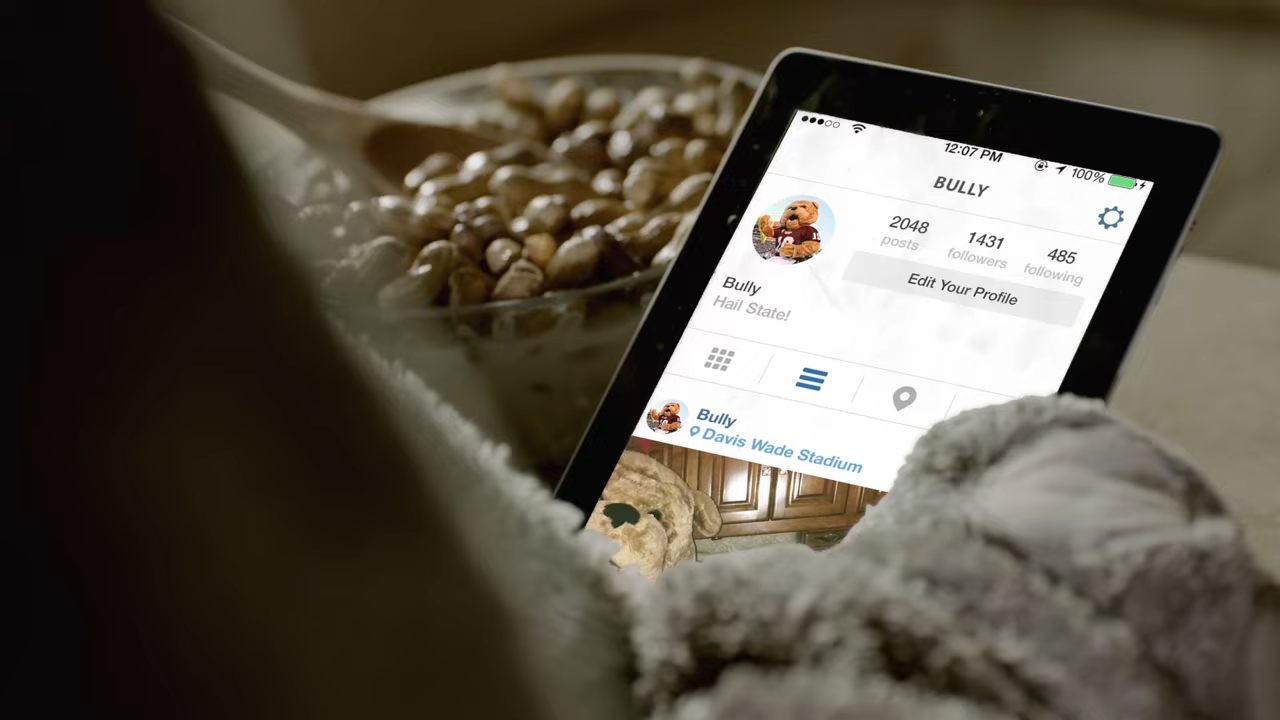 12:07 PM
100%
BULLY
2048
posts
1431
followers
485
following
Edit Your Profile
Bully
Hail State!
Bully
Davis Wade Stadium